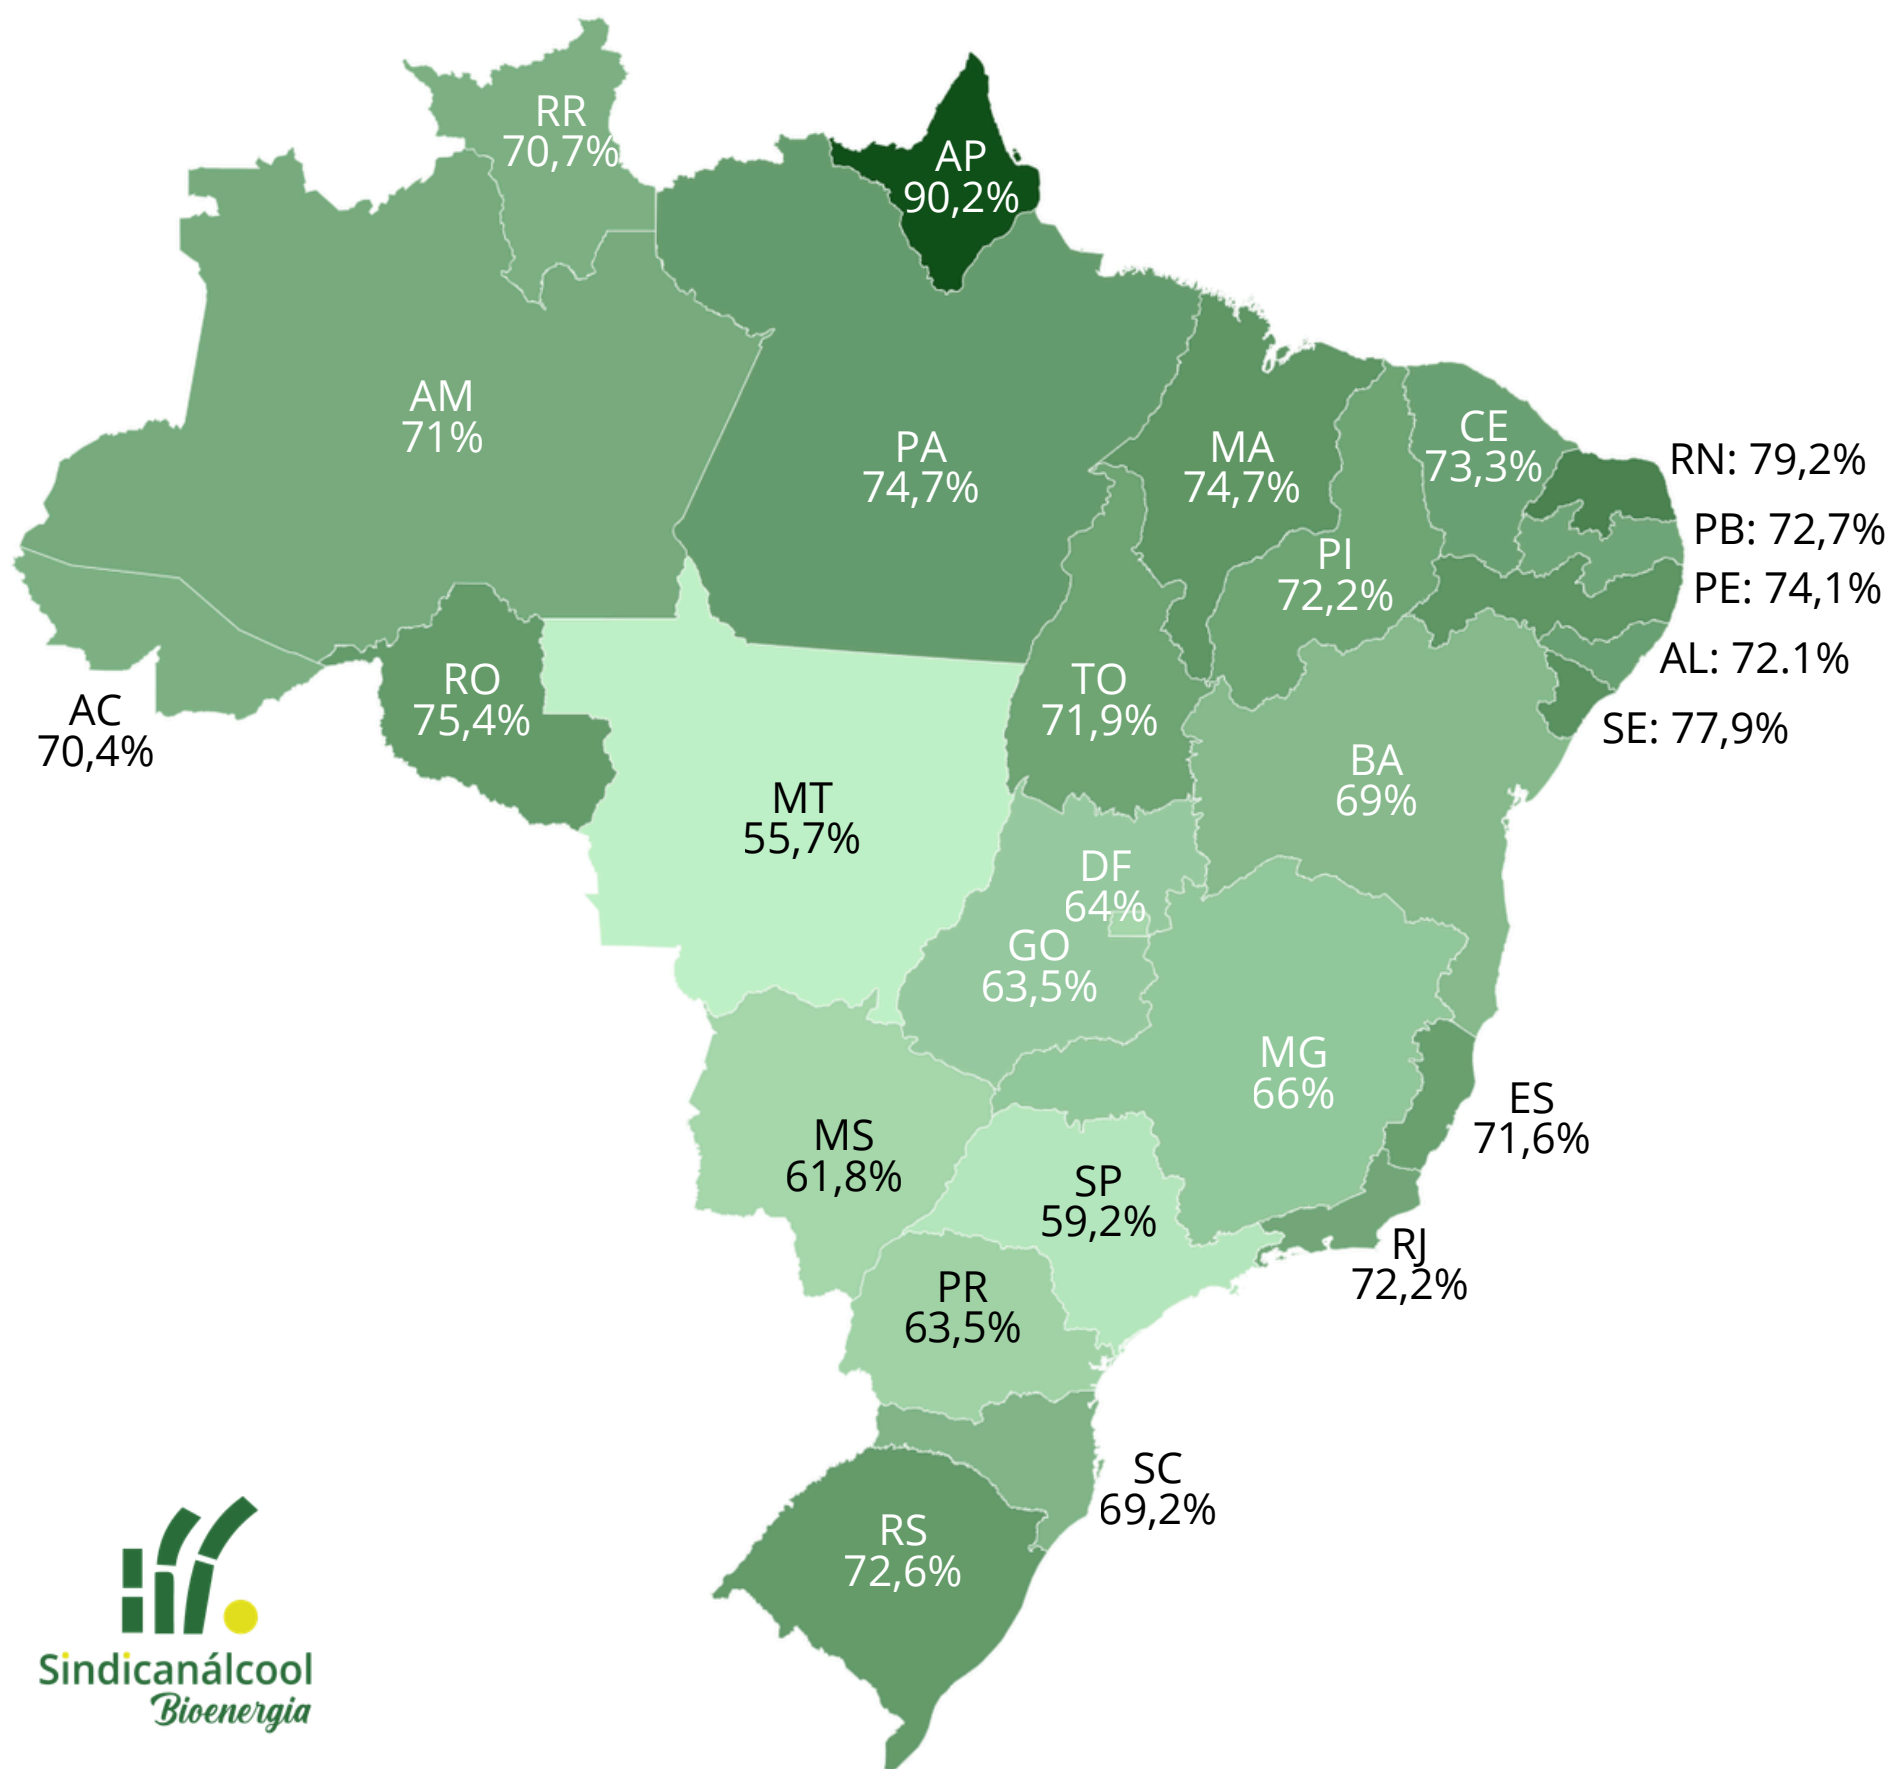 RR
70,7%
AP
90,2%
AM
71%
PA
74,7%
MA
74,7%
CE
73,3%
RN: 79,2%
PB: 72,7%
PI
72,2%
PE: 74,1%
AL: 72.1%
SE: 77,9%
AC
70,4%
RO
75,4%
TO
71,9%
BA
69%
MT
55,7%
DF
64%
GO
63,5%
MG
66%
ES
71,6%
MS
61,8%
SP
59,2%
RJ
72,2%
PR
63,5%
SC
69,2%
RS
72,6%
Sindicanálcool
Bioenergia